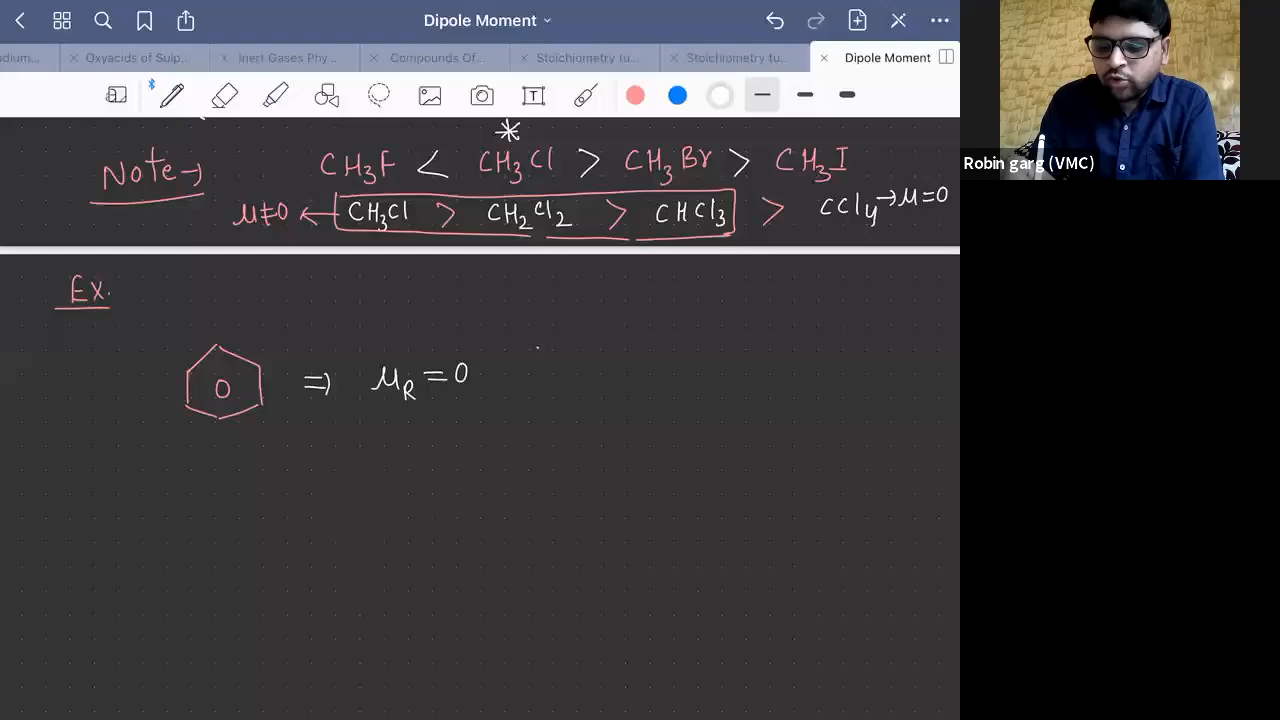 Dipole Moment
Oxyacids of Sulp...
Inert Gases Phy...
Compounds Of...
Stoichiometry tu...
Stoichiometry tu...
Dipole Moment
T
Note→ CH₃F < CH₃Cl > CH₃Br > CH₃I
μ≠0 ← CH₃Cl > CH₂Cl₂ > CHCl₃ > CCl₄ → μ=0
Ex.
O ⇒ μR = 0
Robin garg (VMC)